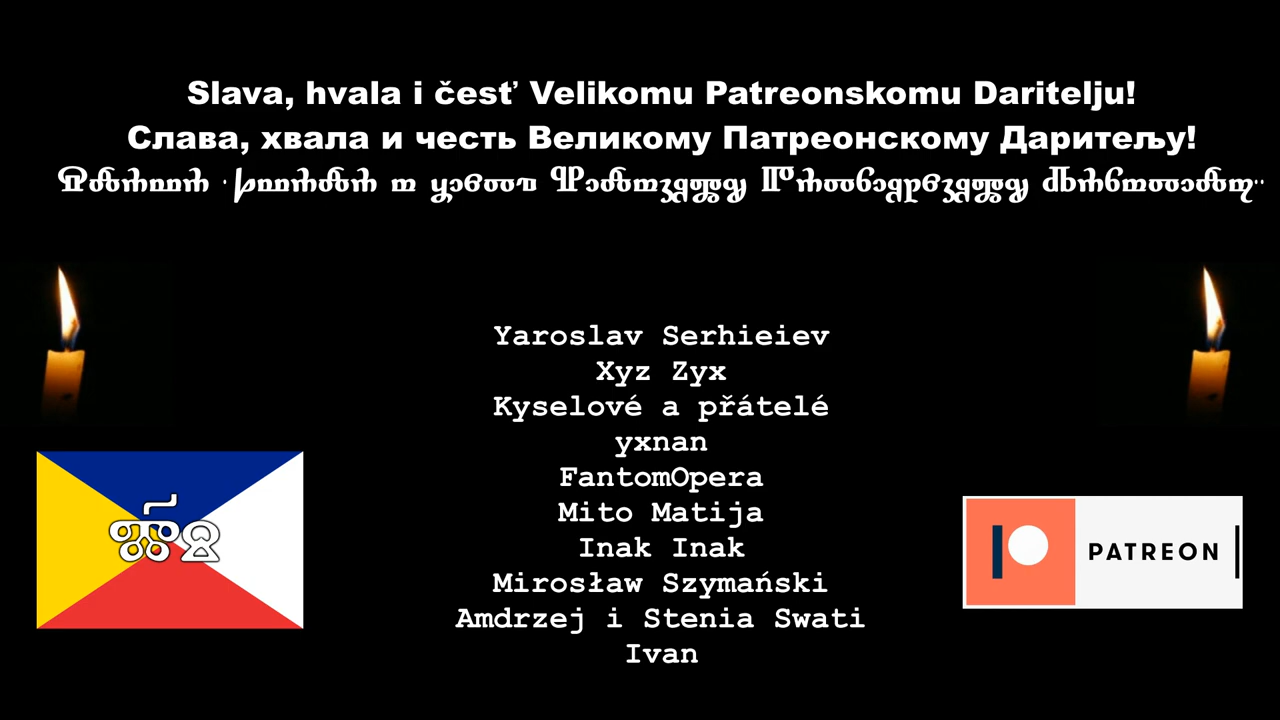 Slava, hvala i česť Velikomu Patreonskomu Daritelju!
Слава, хвала и честь Великому Патреонскому Даритељу!
Yaroslav Serhieiev
Xyz Zyx
Kyselové a přátelé
yxnan
FantomOpera
Mito Matija
Inak Inak
Mirosław Szymański
Amdrzej i Stenia Swati
Ivan
PATREON